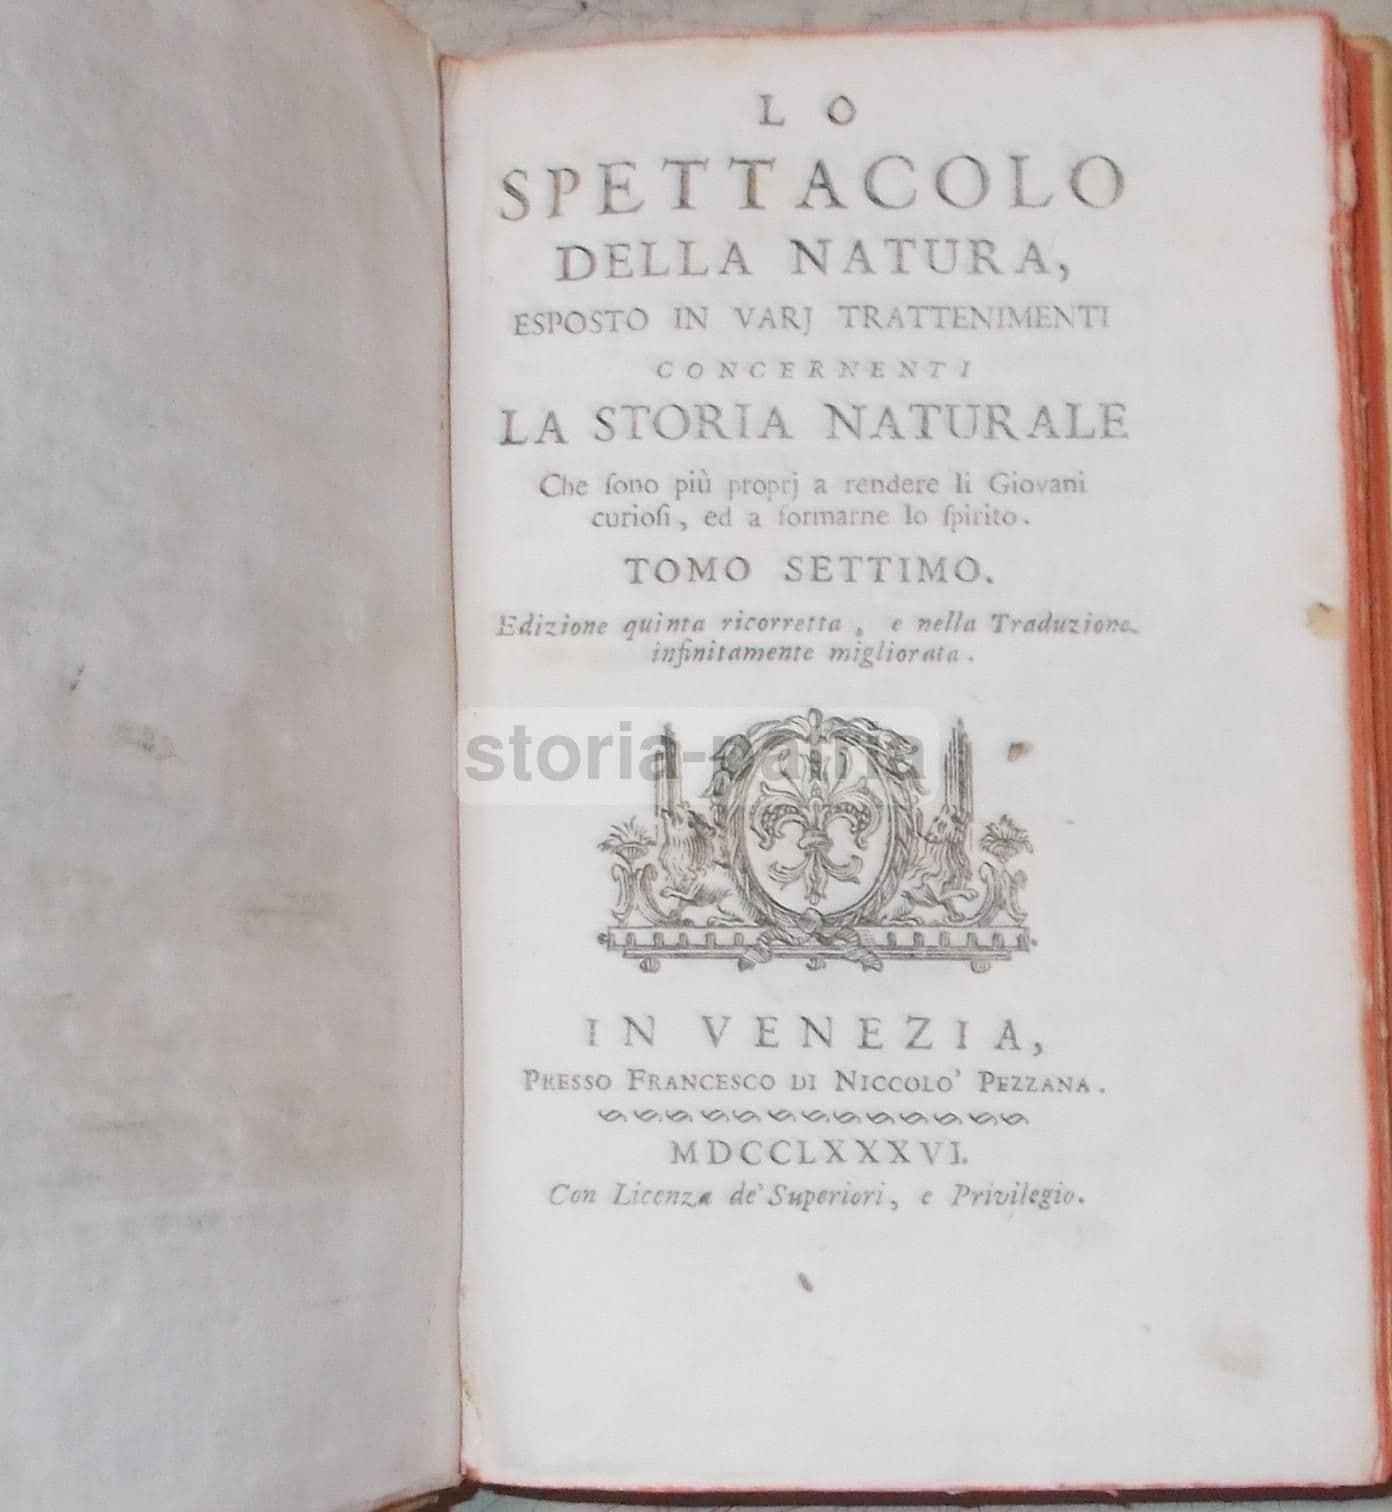 LO
SPETTACOLO
DELLA NATURA,
ESPOSTO IN VARJ TRATTENIMENTI
CONCERNENTI
LA STORIA NATURALE
Che ſono più proprj a rendere li Giovani
curioſi, ed a formarne lo ſpirito.
TOMO SETTIMO.
Edizione quinta ricorretta, e nella Traduzione
infinitamente migliorata.
storia-patria
IN VENEZIA,
PRESSO FRANCESCO DI NICCOLO' PEZZANA.
MDCCLXXXVI.
Con Licenza de' Superiori, e Privilegio.